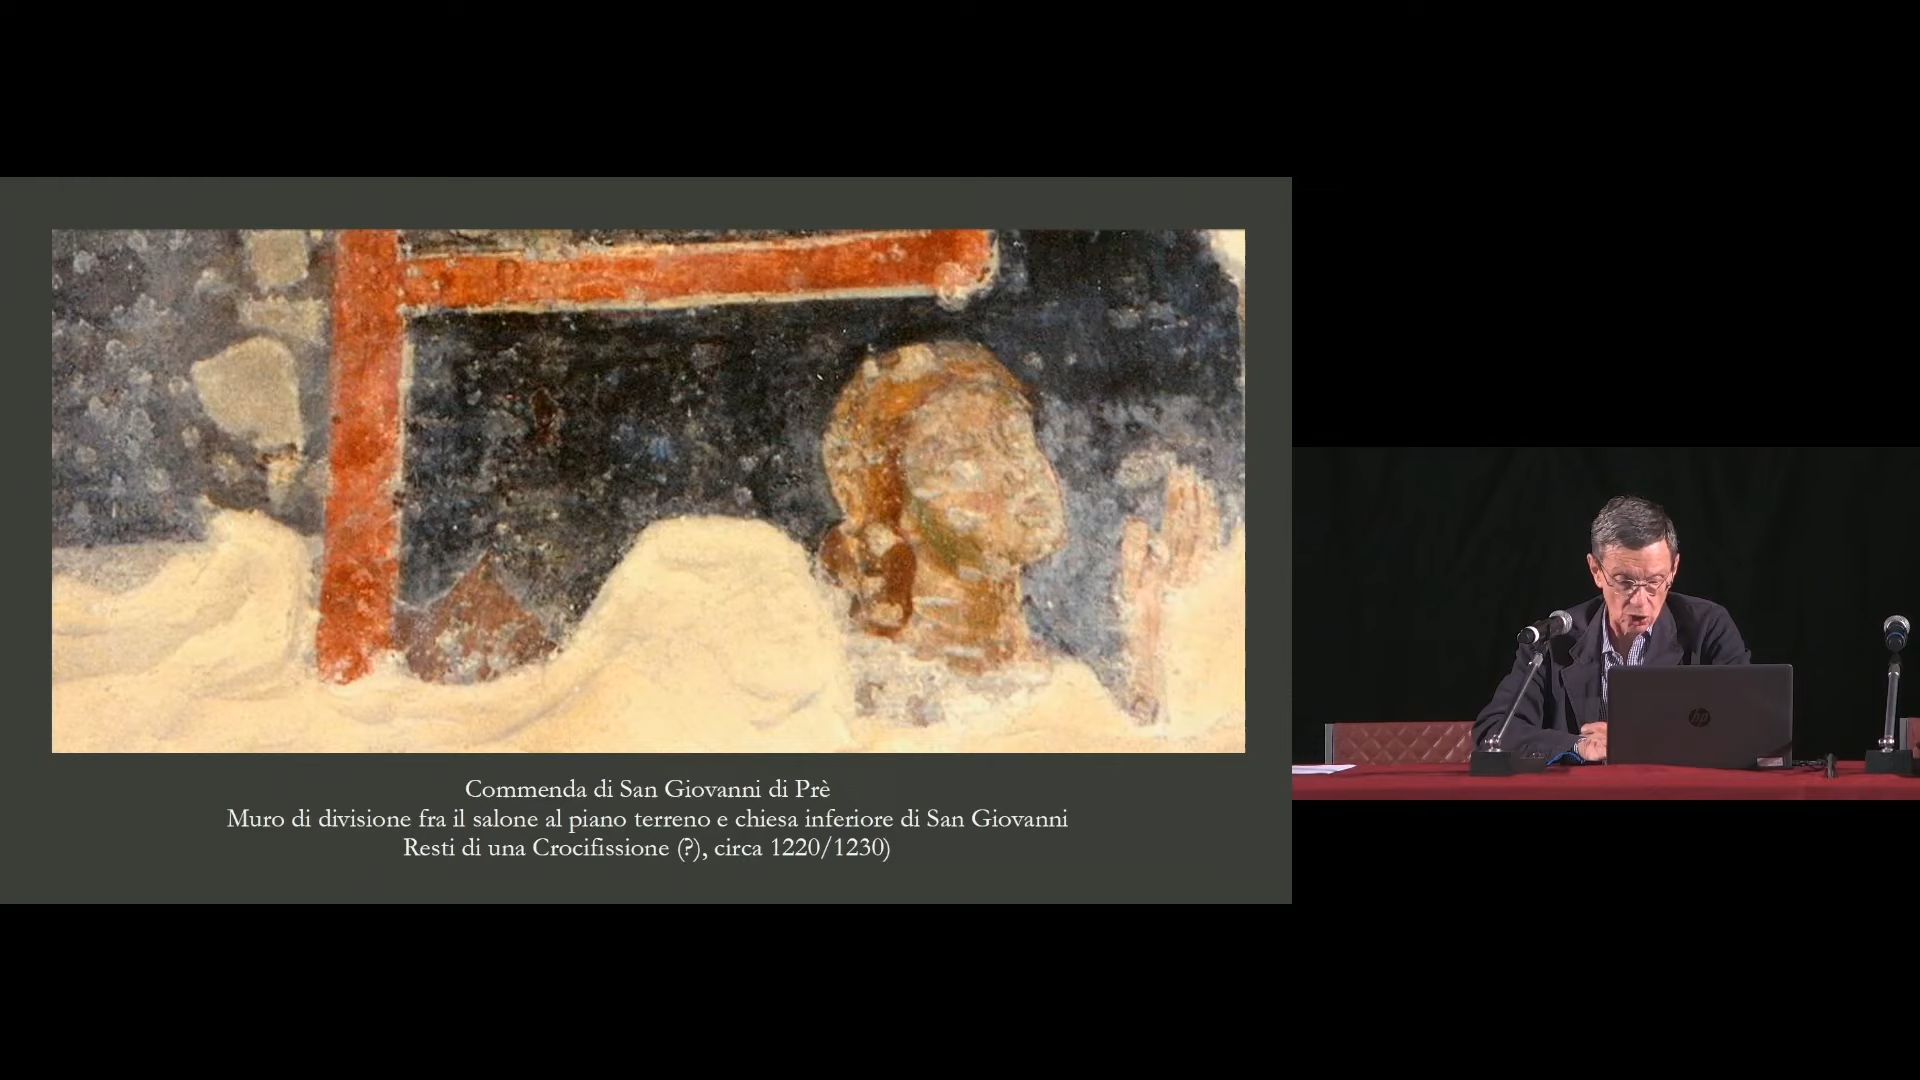 Commenda di San Giovanni di Prè
Muro di divisione fra il salone al piano terreno e chiesa inferiore di San Giovanni
Resti di una Crocifissione (?), circa 1220/1230)
hp